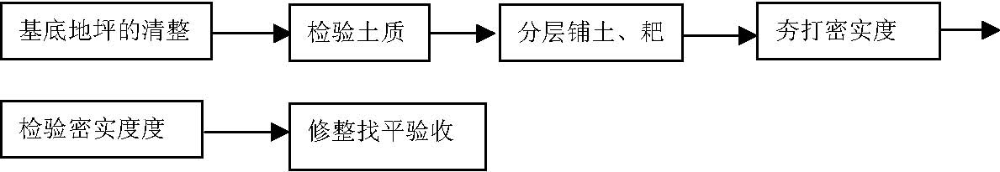 基底地坪的清整
检验土质
分层铺土、耙
夯打密实度
检验密实度度
修整找平验收